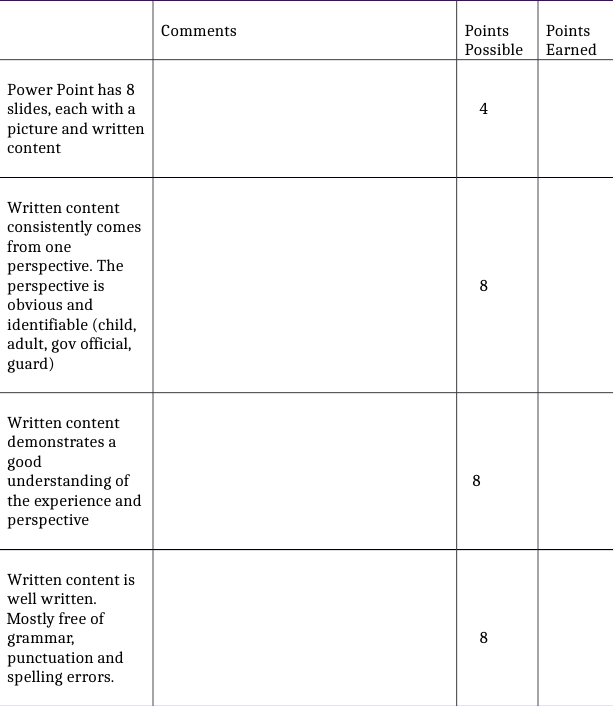 Comments
Points
Possible
Points
Earned
Power Point has 8
slides, each with a
picture and written
content
4
Written content
consistently comes
from one
perspective. The
perspective is
obvious and
identifiable (child,
adult, gov official,
guard)
8
Written content
demonstrates a
good
understanding of
the experience and
perspective
8
Written content is
well written.
Mostly free of
grammar,
punctuation and
spelling errors.
8